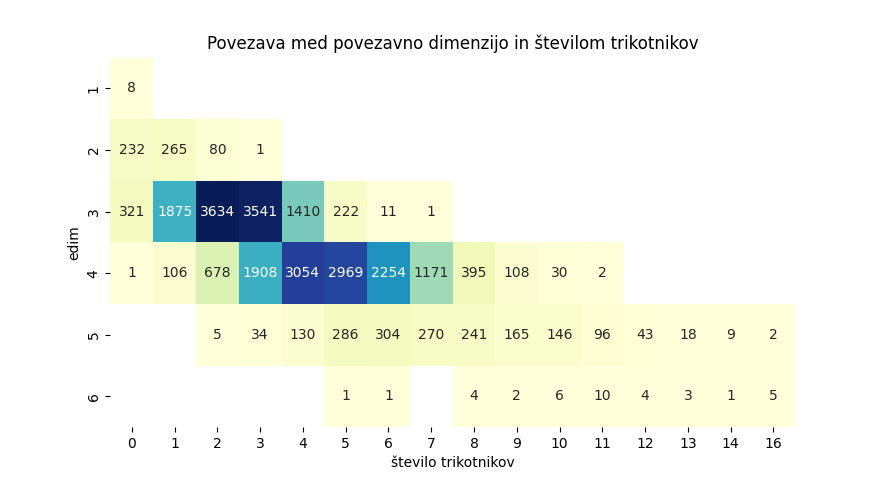 Povezava med povezavno dimenzijo in številom trikotnikov
edim
1 8
2 232 265 80 1
3 321 1875 3634 3541 1410 222 11 1
4 1 106 678 1908 3054 2969 2254 1171 395 108 30 2
5 5 34 130 286 304 270 241 165 146 96 43 18 9 2
6 1 1 4 2 6 10 4 3 1 5
0 1 2 3 4 5 6 7 8 9 10 11 12 13 14 16
število trikotnikov